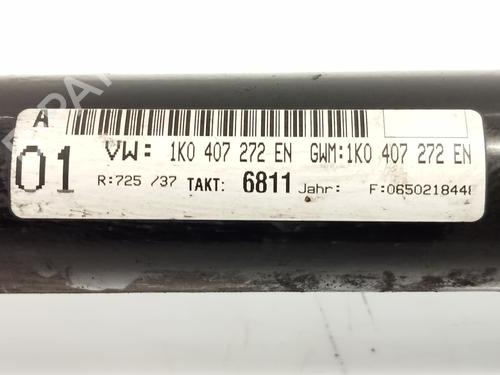 A
01
VW: 1K0 407 272 EN GWM:1K0 407 272 EN
R:725 /37 TAKT: 6811 Jahr: F:0650218448